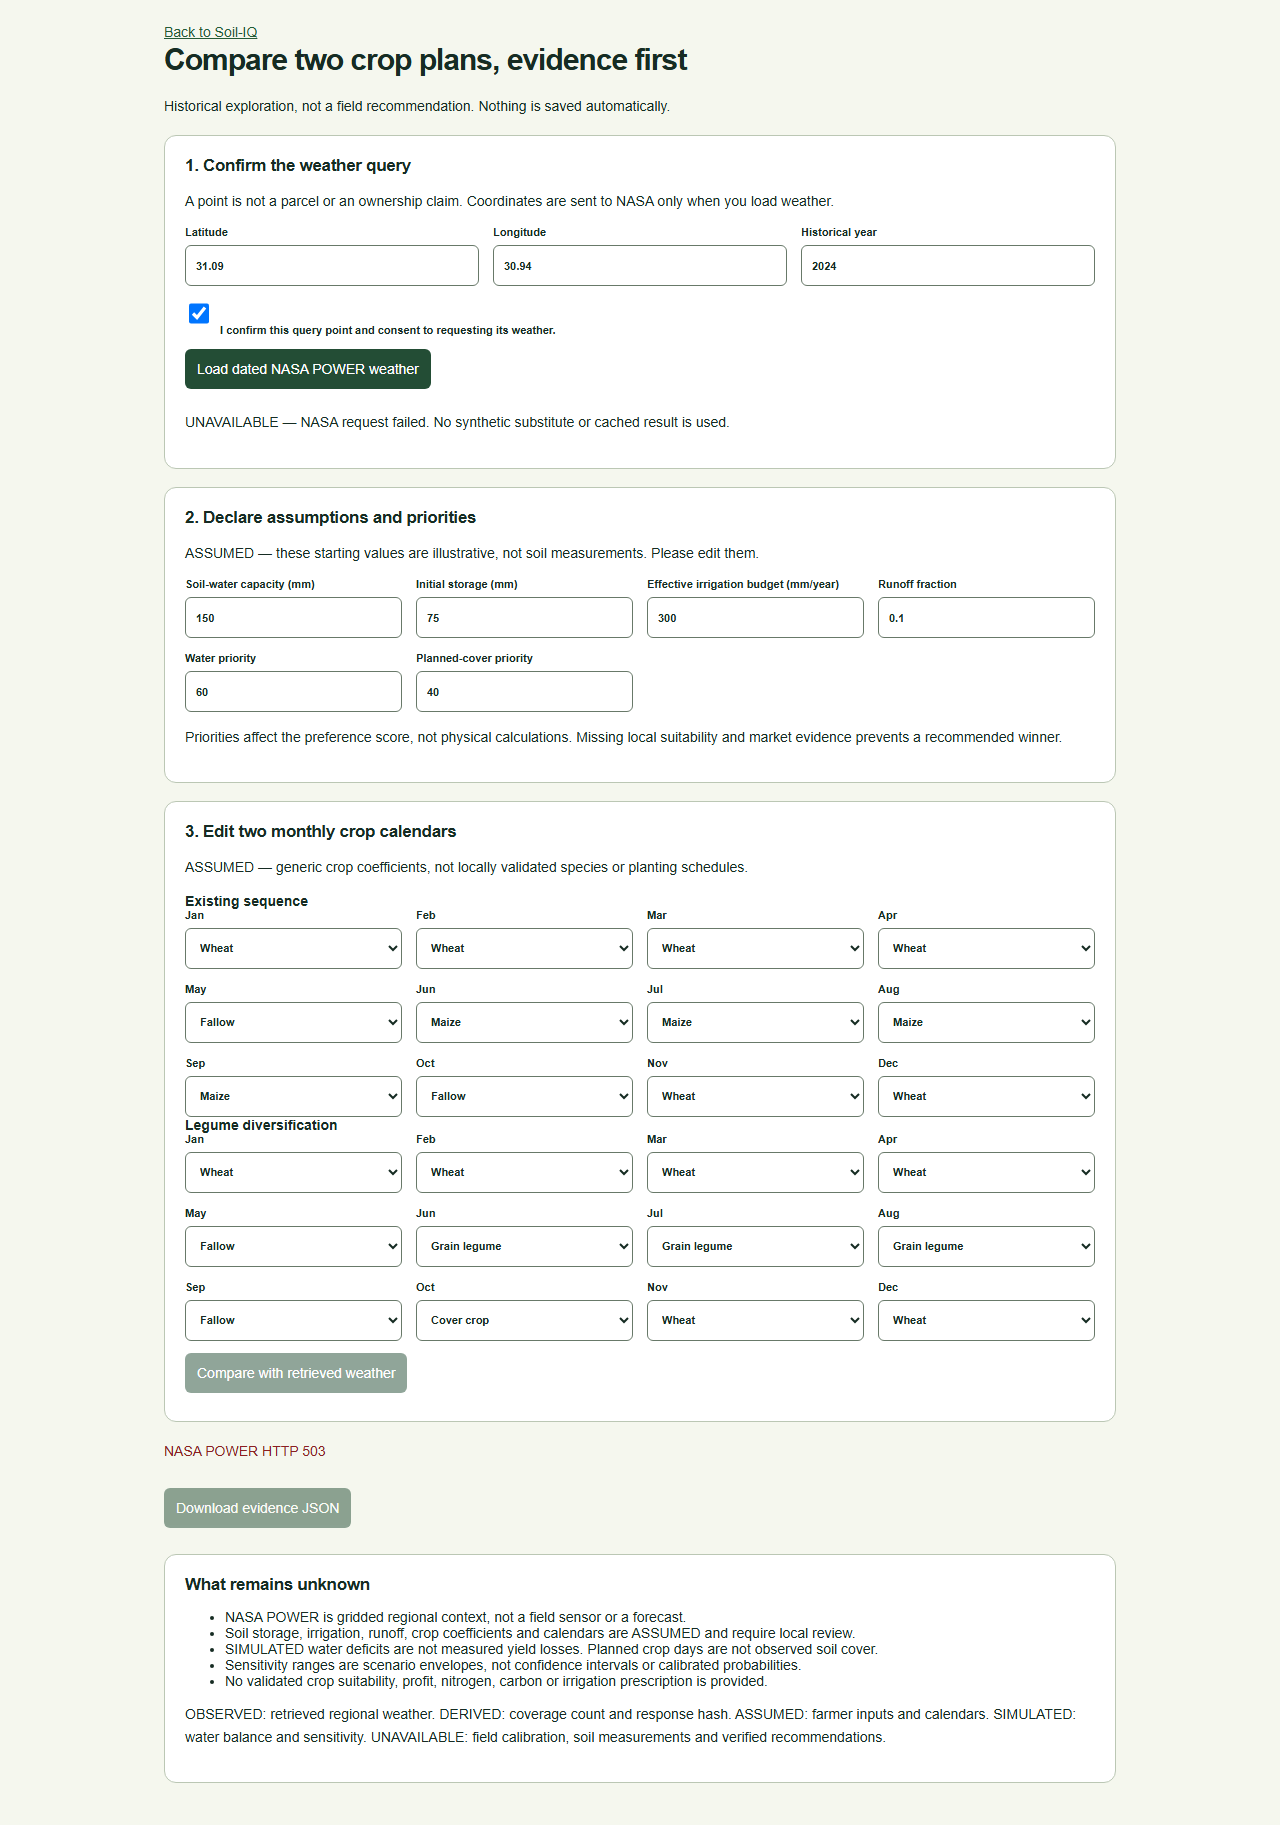 Back to Soil-IQ
Compare two crop plans, evidence first
Historical exploration, not a field recommendation. Nothing is saved automatically.
1. Confirm the weather query
A point is not a parcel or an ownership claim. Coordinates are sent to NASA only when you load weather.
Latitude Longitude Historical year
31.09 30.94 2024
I confirm this query point and consent to requesting its weather.
Load dated NASA POWER weather
UNAVAILABLE — NASA request failed. No synthetic substitute or cached result is used.
2. Declare assumptions and priorities
ASSUMED — these starting values are illustrative, not soil measurements. Please edit them.
Soil-water capacity (mm) Initial storage (mm) Effective irrigation budget (mm/year) Runoff fraction
150 75 300 0.1
Water priority Planned-cover priority
60 40
Priorities affect the preference score, not physical calculations. Missing local suitability and market evidence prevents a recommended winner.
3. Edit two monthly crop calendars
ASSUMED — generic crop coefficients, not locally validated species or planting schedules.
Existing sequence
Jan Feb Mar Apr
Wheat Wheat Wheat Wheat
May Jun Jul Aug
Fallow Maize Maize Maize
Sep Oct Nov Dec
Maize Fallow Wheat Wheat
Legume diversification
Jan Feb Mar Apr
Wheat Wheat Wheat Wheat
May Jun Jul Aug
Fallow Grain legume Grain legume Grain legume
Sep Oct Nov Dec
Fallow Cover crop Wheat Wheat
Compare with retrieved weather
NASA POWER HTTP 503
Download evidence JSON
What remains unknown
• NASA POWER is gridded regional context, not a field sensor or a forecast.
• Soil storage, irrigation, runoff, crop coefficients and calendars are ASSUMED and require local review.
• SIMULATED water deficits are not measured yield losses. Planned crop days are not observed soil cover.
• Sensitivity ranges are scenario envelopes, not confidence intervals or calibrated probabilities.
• No validated crop suitability, profit, nitrogen, carbon or irrigation prescription is provided.
OBSERVED: retrieved regional weather. DERIVED: coverage count and response hash. ASSUMED: farmer inputs and calendars. SIMULATED:
water balance and sensitivity. UNAVAILABLE: field calibration, soil measurements and verified recommendations.